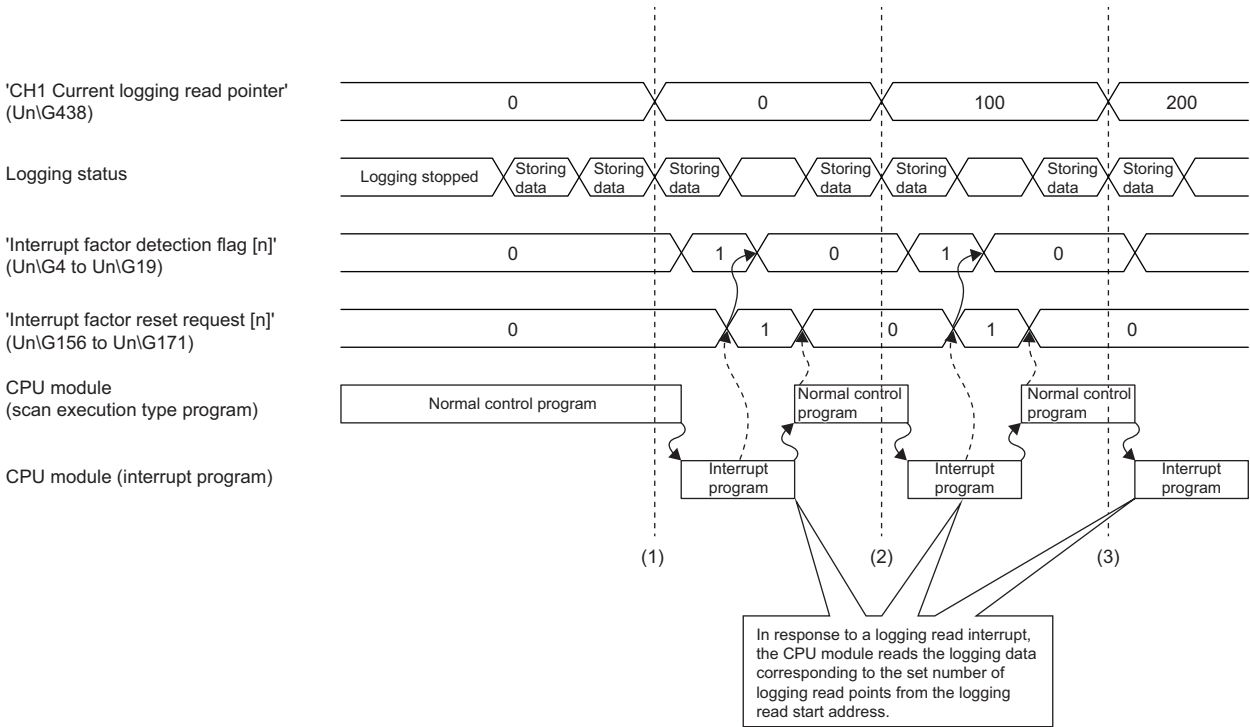 'CH1 Current logging read pointer'
(Un\G438)
0
0
100
200
Logging status
Logging stopped
Storing
data
Storing
data
Storing
data
Storing
data
Storing
data
Storing
data
Storing
data
'Interrupt factor detection flag [n]'
(Un\G4 to Un\G19)
0
1
0
1
0
'Interrupt factor reset request [n]'
(Un\G156 to Un\G171)
0
1
0
1
0
CPU module
(scan execution type program)
Normal control program
Normal control
program
Normal control
program
CPU module (interrupt program)
Interrupt
program
Interrupt
program
Interrupt
program
(1)
(2)
(3)
In response to a logging read interrupt,
the CPU module reads the logging data
corresponding to the set number of
logging read points from the logging
read start address.